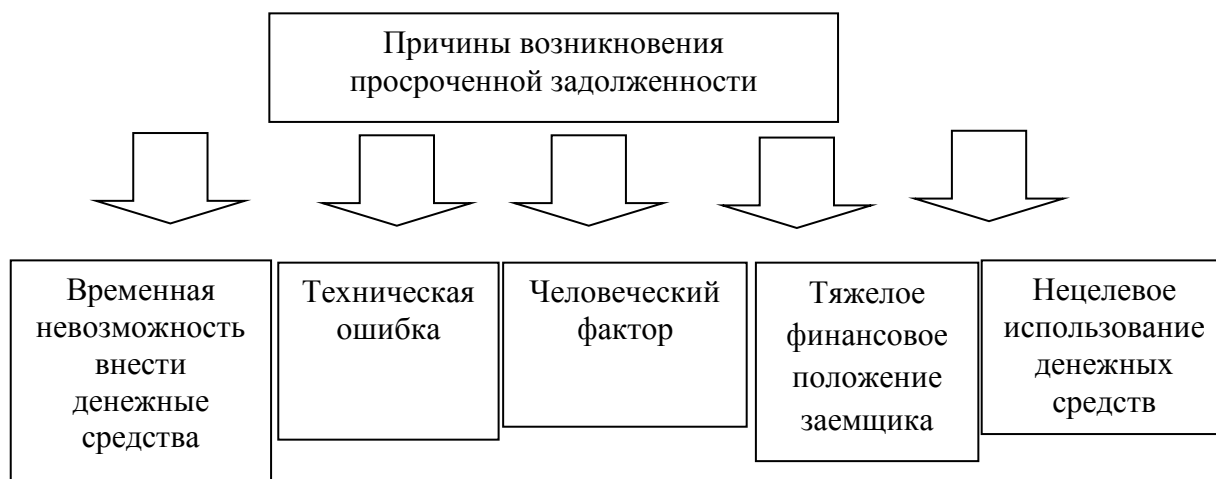 Причины возникновения
просроченной задолженности
Временная
невозможность
внести
денежные
средства
Техническая
ошибка
Человеческий
фактор
Тяжелое
финансовое
положение
заемщика
Нецелевое
использование
денежных
средств